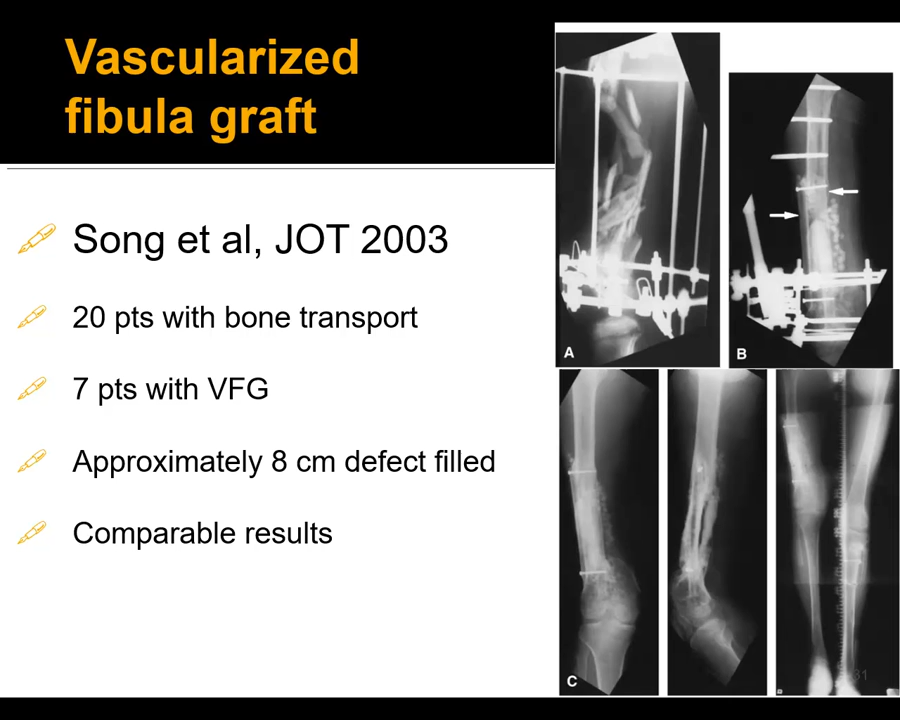 Vascularized
fibula graft
Song et al, JOT 2003
20 pts with bone transport
7 pts with VFG
Approximately 8 cm defect filled
Comparable results
A
B
C
31